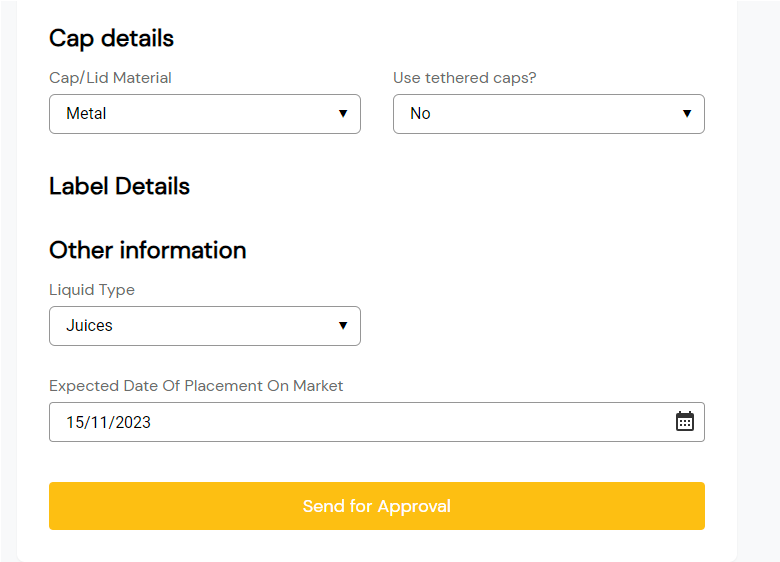 Cap details
Cap/Lid Material
Use tethered caps?
Metal
No
Label Details
Other information
Liquid Type
Juices
Expected Date Of Placement On Market
15/11/2023
Send for Approval